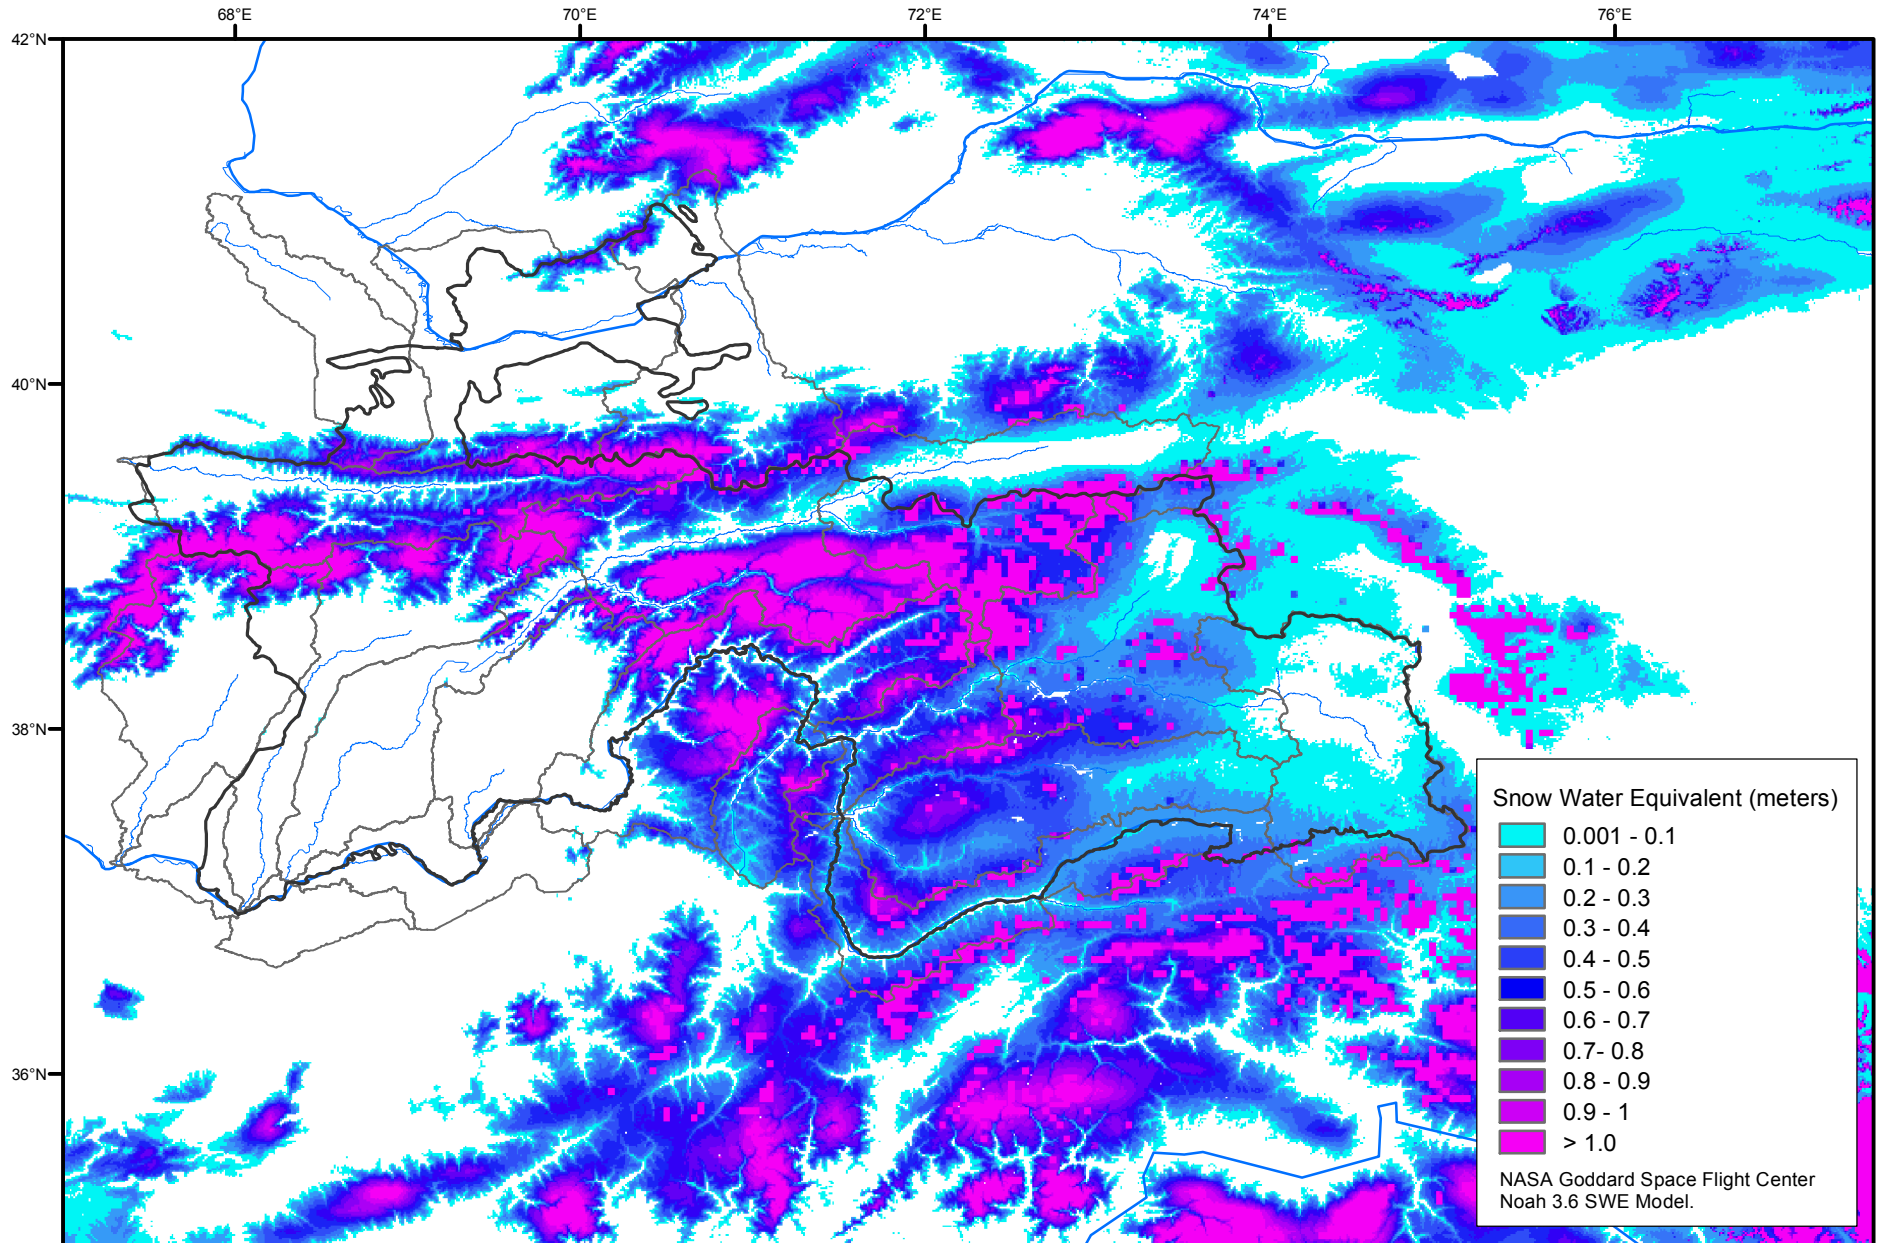 68°E 70°E 72°E 74°E 76°E
42°N
40°N
38°N
36°N
Snow Water Equivalent (meters)
0.001 - 0.1
0.1 - 0.2
0.2 - 0.3
0.3 - 0.4
0.4 - 0.5
0.5 - 0.6
0.6 - 0.7
0.7- 0.8
0.8 - 0.9
0.9 - 1
> 1.0
NASA Goddard Space Flight Center
Noah 3.6 SWE Model.